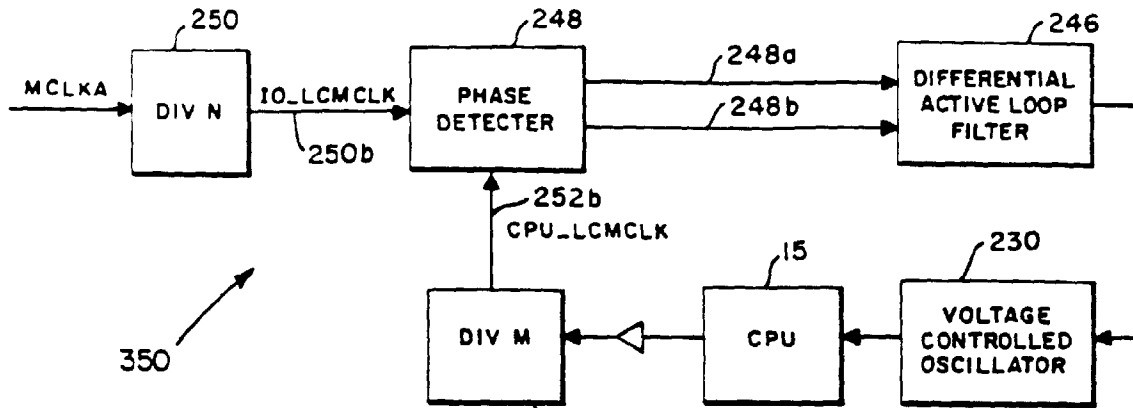 250
248
246
MCLKA
DIV N
IO_LCMCLK
250b
PHASE
DETECTER
248a
248b
DIFFERENTIAL
ACTIVE LOOP
FILTER
252b
CPU_LCMCLK
15
230
DIV M
CPU
VOLTAGE
CONTROLLED
OSCILLATOR
350